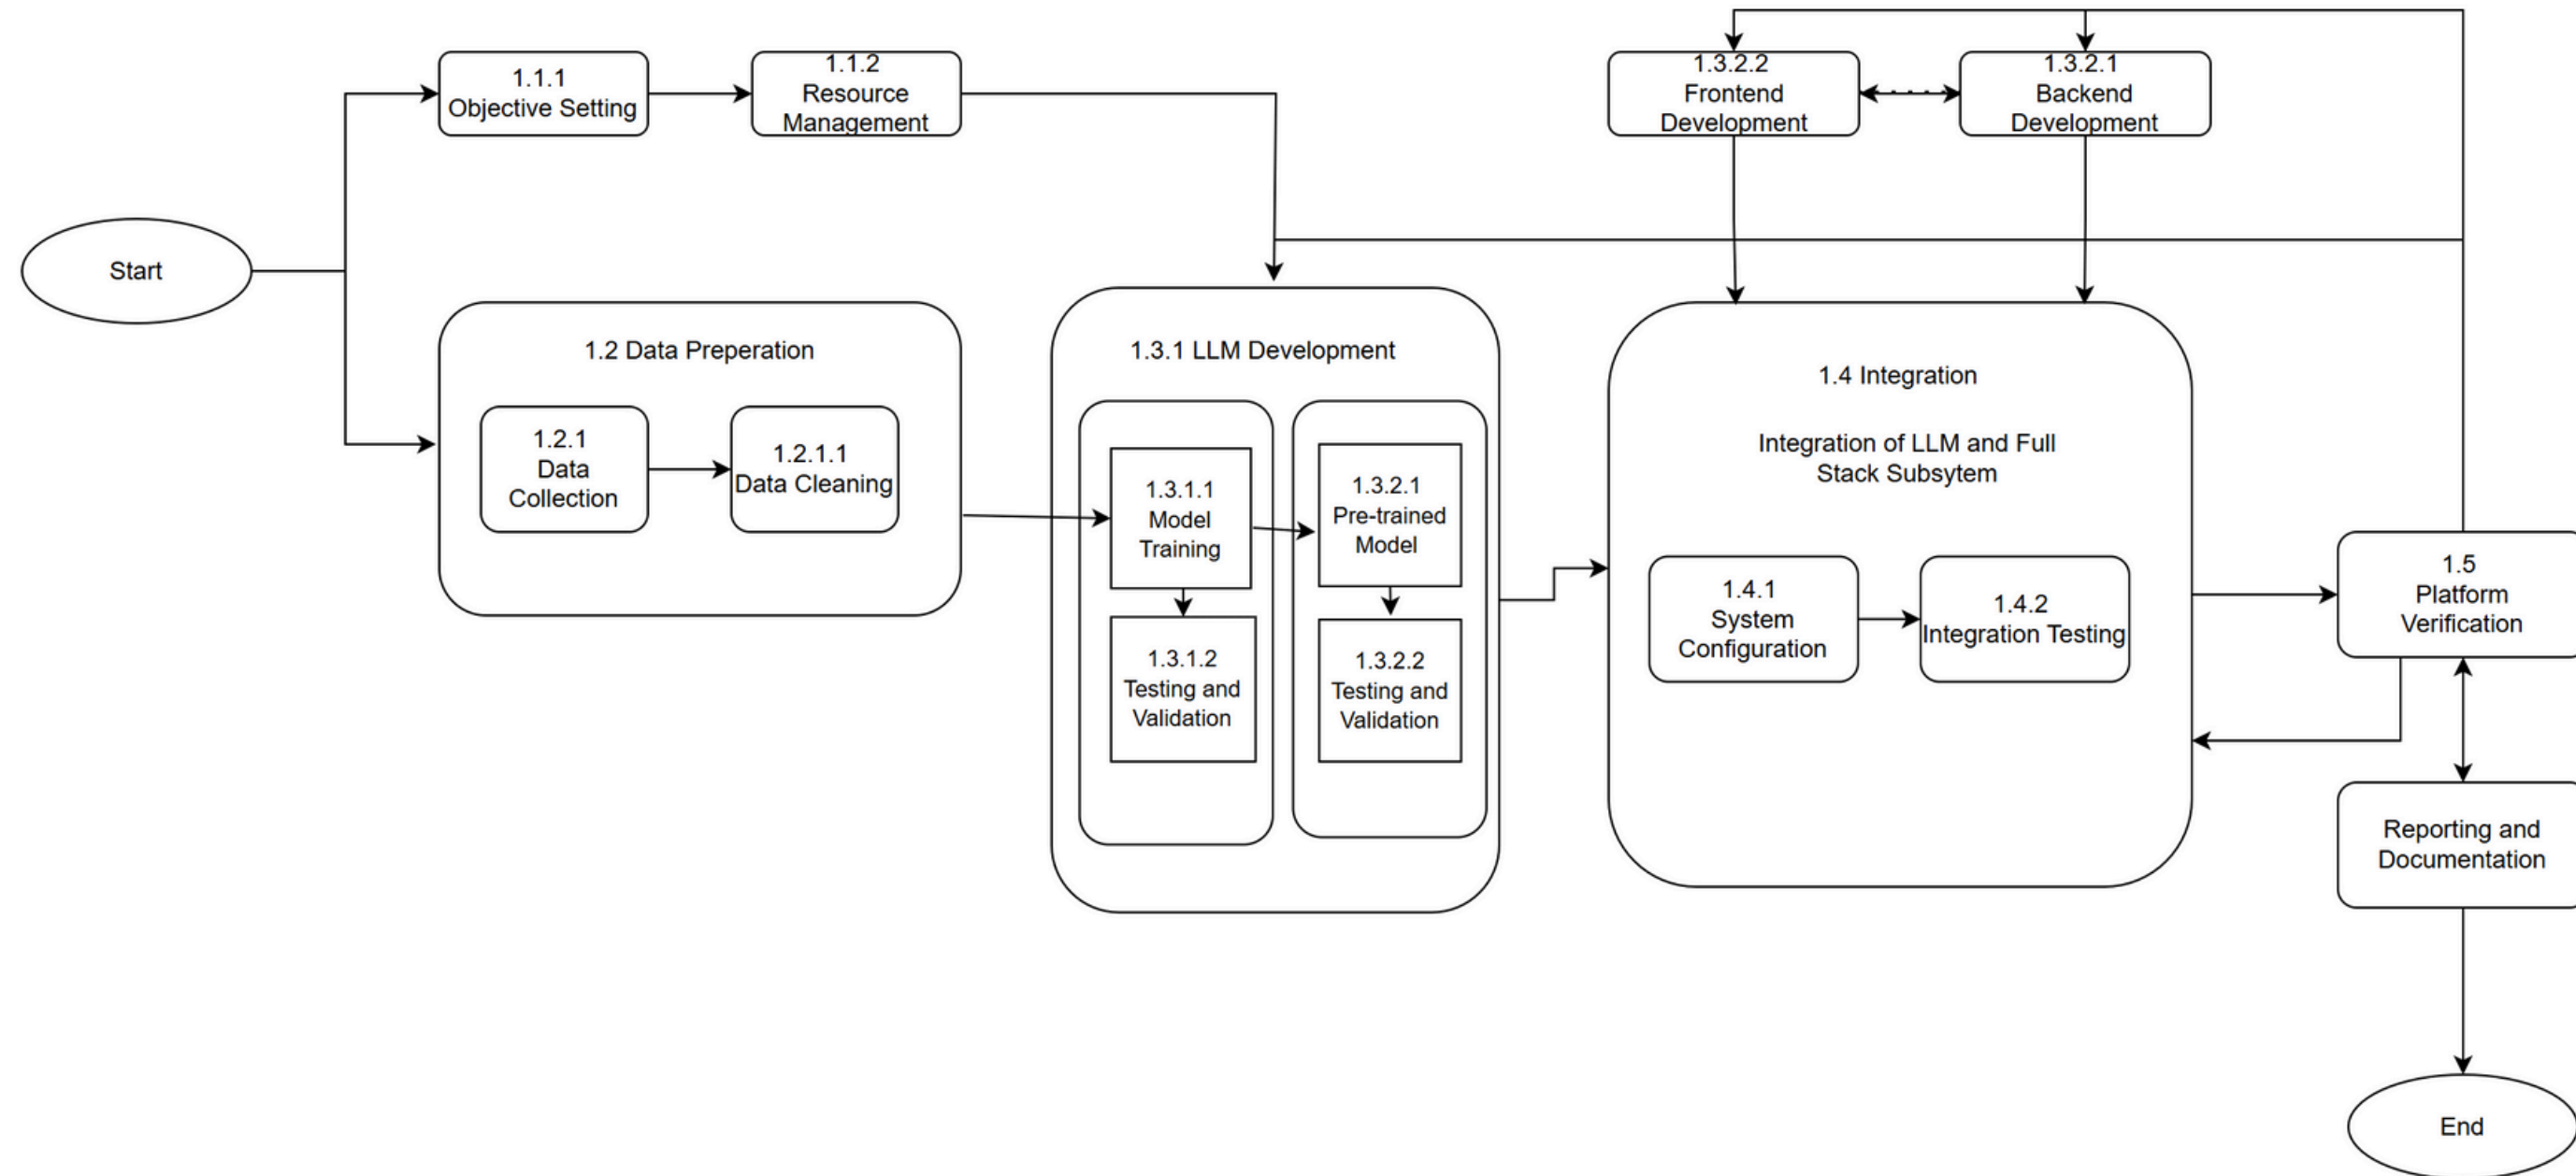 1.1.1
Objective Setting
1.1.2
Resource
Management
1.3.2.2
Frontend
Development
1.3.2.1
Backend
Development
Start
1.2 Data Preperation
1.2.1
Data
Collection
1.2.1.1
Data Cleaning
1.3.1 LLM Development
1.3.1.1
Model
Training
1.3.1.2
Testing and
Validation
1.3.2.1
Pre-trained
Model
1.3.2.2
Testing and
Validation
1.4 Integration
Integration of LLM and Full
Stack Subsytem
1.4.1
System
Configuration
1.4.2
Integration Testing
1.5
Platform
Verification
Reporting and
Documentation
End